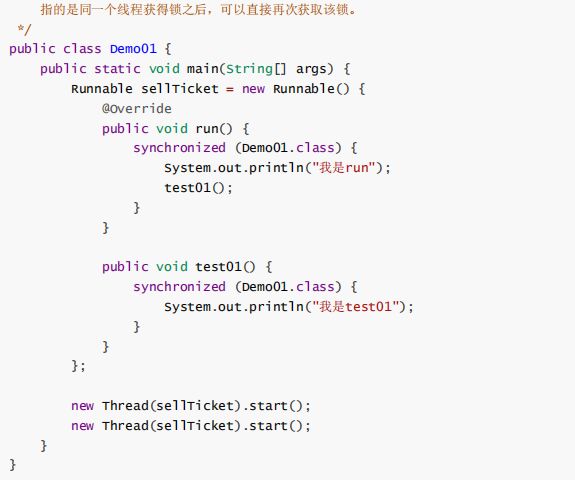 指的是同一个线程获得锁之后，可以直接再次获取该锁。
 */
public class Demo01 {
    public static void main(String[] args) {
        Runnable sellTicket = new Runnable() {
            @Override
            public void run() {
                synchronized (Demo01.class) {
                    System.out.println("我是run");
                    test01();
                }
            }

            public void test01() {
                synchronized (Demo01.class) {
                    System.out.println("我是test01");
                }
            }
        };

        new Thread(sellTicket).start();
        new Thread(sellTicket).start();
    }
}